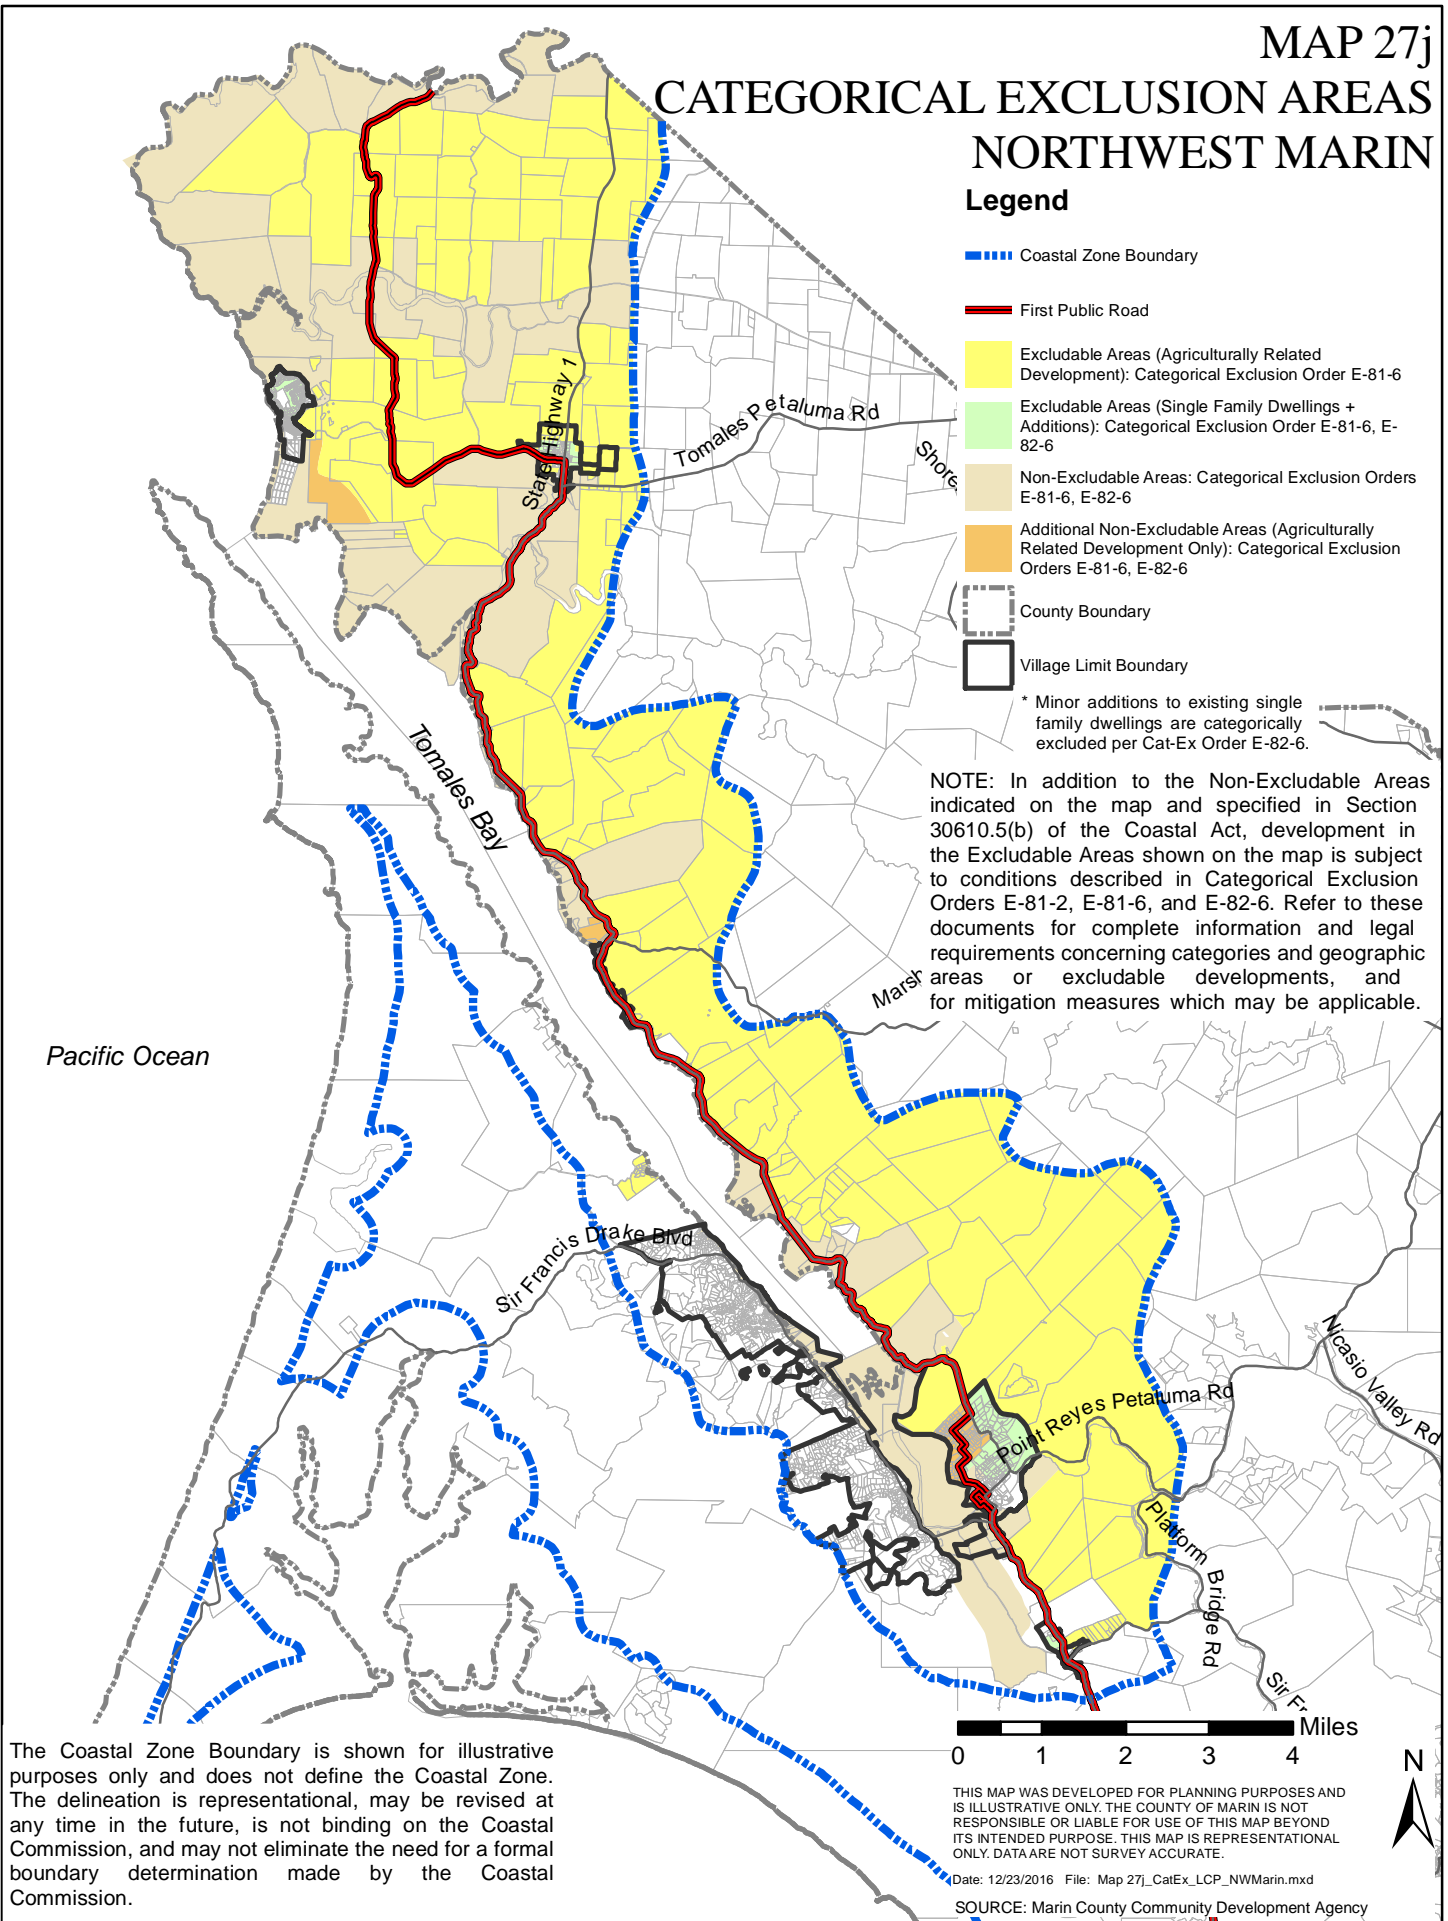 MAP 27j
CATEGORICAL EXCLUSION AREAS
NORTHWEST MARIN
Legend
Coastal Zone Boundary
First Public Road
Excludable Areas (Agriculturally Related
Development): Categorical Exclusion Order E-81-6
Excludable Areas (Single Family Dwellings +
Additions): Categorical Exclusion Order E-81-6, E-
82-6
Non-Excludable Areas: Categorical Exclusion Orders
E-81-6, E-82-6
Additional Non-Excludable Areas (Agriculturally
Related Development Only): Categorical Exclusion
Orders E-81-6, E-82-6
County Boundary
Village Limit Boundary
* Minor additions to existing single
family dwellings are categorically
excluded per Cat-Ex Order E-82-6.
NOTE: In addition to the Non-Excludable Areas
indicated on the map and specified in Section
30610.5(b) of the Coastal Act, development in
the Excludable Areas shown on the map is subject
to conditions described in Categorical Exclusion
Orders E-81-2, E-81-6, and E-82-6. Refer to these
documents for complete information and legal
requirements concerning categories and geographic
areas or excludable developments, and
for mitigation measures which may be applicable.
State Highway 1
Tomales Petaluma Rd
Shore
Tomales Bay
Marsh
Pacific Ocean
Sir Francis Drake Blvd
Point Reyes Petaluma Rd
Nicasio Valley Rd
Platform Bridge Rd
Sir Fr
Miles
0 1 2 3 4
N
The Coastal Zone Boundary is shown for illustrative
purposes only and does not define the Coastal Zone.
The delineation is representational, may be revised at
any time in the future, is not binding on the Coastal
Commission, and may not eliminate the need for a formal
boundary determination made by the Coastal
Commission.
THIS MAP WAS DEVELOPED FOR PLANNING PURPOSES AND
IS ILLUSTRATIVE ONLY. THE COUNTY OF MARIN IS NOT
RESPONSIBLE OR LIABLE FOR USE OF THIS MAP BEYOND
ITS INTENDED PURPOSE. THIS MAP IS REPRESENTATIONAL
ONLY. DATA ARE NOT SURVEY ACCURATE.
Date: 12/23/2016 File: Map 27j_CatEx_LCP_NWMarin.mxd
SOURCE: Marin County Community Development Agency